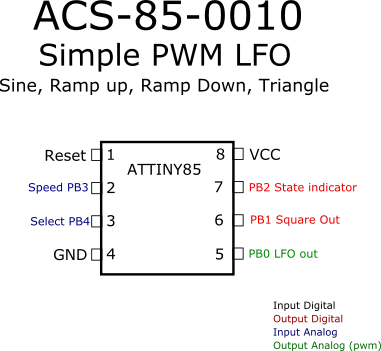 ACS-85-0010
Simple PWM LFO
Sine, Ramp up, Ramp Down, Triangle
Reset 1 8 VCC
ATTINY85
Speed PB3 2 7 PB2 State indicator
Select PB4 3 6 PB1 Square Out
GND 4 5 PB0 LFO out
Input Digital
Output Digital
Input Analog
Output Analog (pwm)